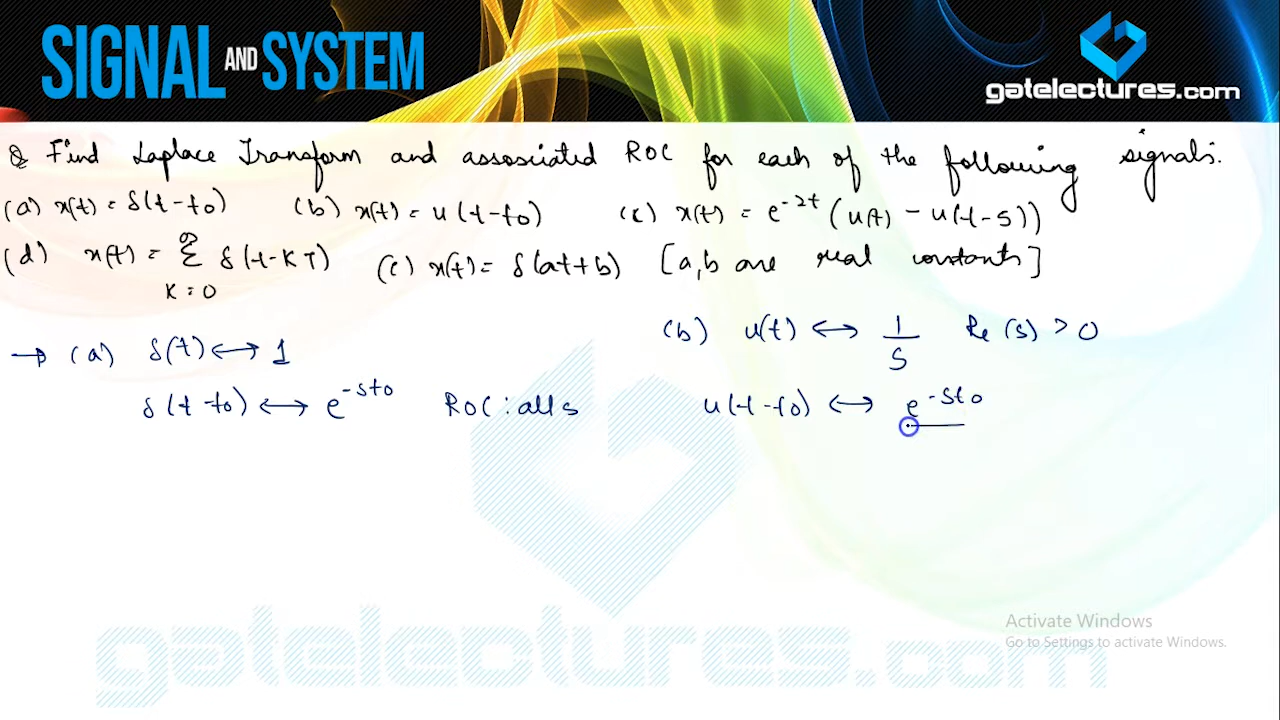 SIGNAL AND SYSTEM
gatelectures.com
Q Find Laplace Transform and associated ROC for each of the following signals.
(a) x(t) = δ(t-t0) (b) x(t) = u(t-t0) (c) x(t) = e^-2t (u(t) - u(t-5))
(d) x(t) = ∞ Σ K=0 δ(t-KT) (e) x(t) = δ(at+b) [a,b are real constants]
→ (a) δ(t) ↔ 1
δ(t-t0) ↔ e^-st0 ROC: all s
(b) u(t) ↔ 1/s Re(s) > 0
u(t-t0) ↔ e^-st0
gatelectures.com
Activate Windows
Go to Settings to activate Windows.